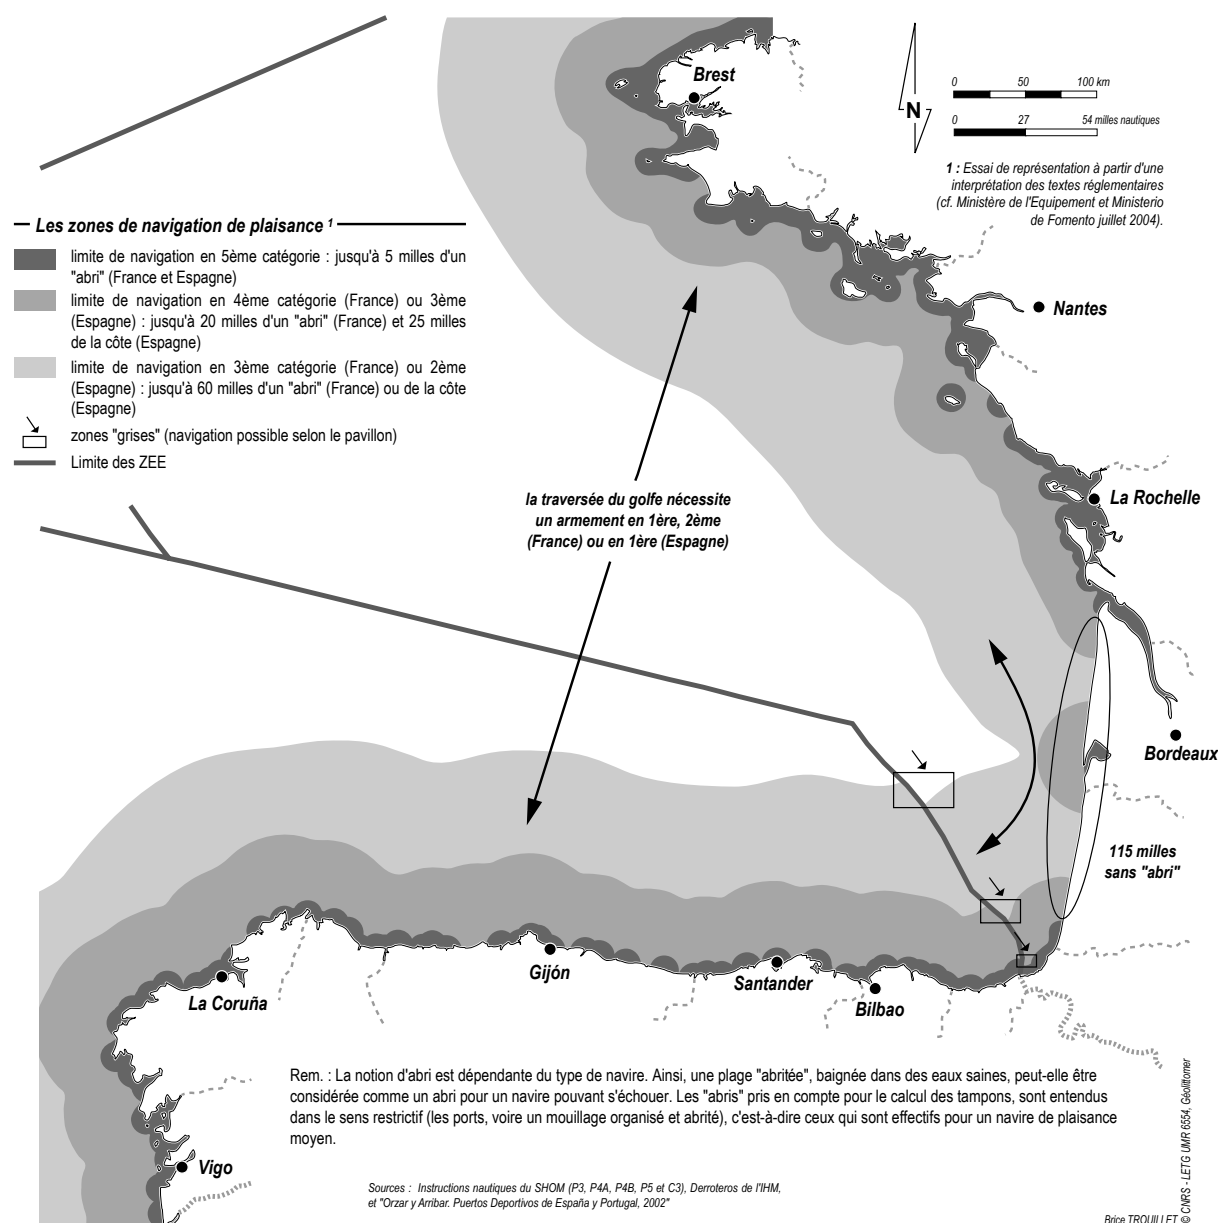 Brest
0 50 100 km
N
0 27 54 milles nautiques
1 : Essai de représentation à partir d'une
interprétation des textes réglementaires
(cf. Ministère de l'Equipement et Ministerio
de Fomento juillet 2004).
Les zones de navigation de plaisance 1
limite de navigation en 5ème catégorie : jusqu'à 5 milles d'un
"abri" (France et Espagne)
limite de navigation en 4ème catégorie (France) ou 3ème
(Espagne) : jusqu'à 20 milles d'un "abri" (France) et 25 milles
de la côte (Espagne)
limite de navigation en 3ème catégorie (France) ou 2ème
(Espagne) : jusqu'à 60 milles d'un "abri" (France) ou de la côte
(Espagne)
zones "grises" (navigation possible selon le pavillon)
Limite des ZEE
Nantes
la traversée du golfe nécessite
un armement en 1ère, 2ème
(France) ou en 1ère (Espagne)
La Rochelle
Bordeaux
115 milles
sans "abri"
La Coruña
Gijón
Santander
Bilbao
Vigo
Rem. : La notion d'abri est dépendante du type de navire. Ainsi, une plage "abritée", baignée dans des eaux saines, peut-elle être
considérée comme un abri pour un navire pouvant s'échouer. Les "abris" pris en compte pour le calcul des tampons, sont entendus
dans le sens restrictif (les ports, voire un mouillage organisé et abrité), c'est-à-dire ceux qui sont effectifs pour un navire de plaisance
moyen.
Sources : Instructions nautiques du SHOM (P3, P4A, P4B, P5 et C3), Derroteros de l'IHM,
et "Orzar y Arribar. Puertos Deportivos de España y Portugal, 2002"
Brice TROUILLET
© CNRS - LETG UMR 6554, Géolittomer